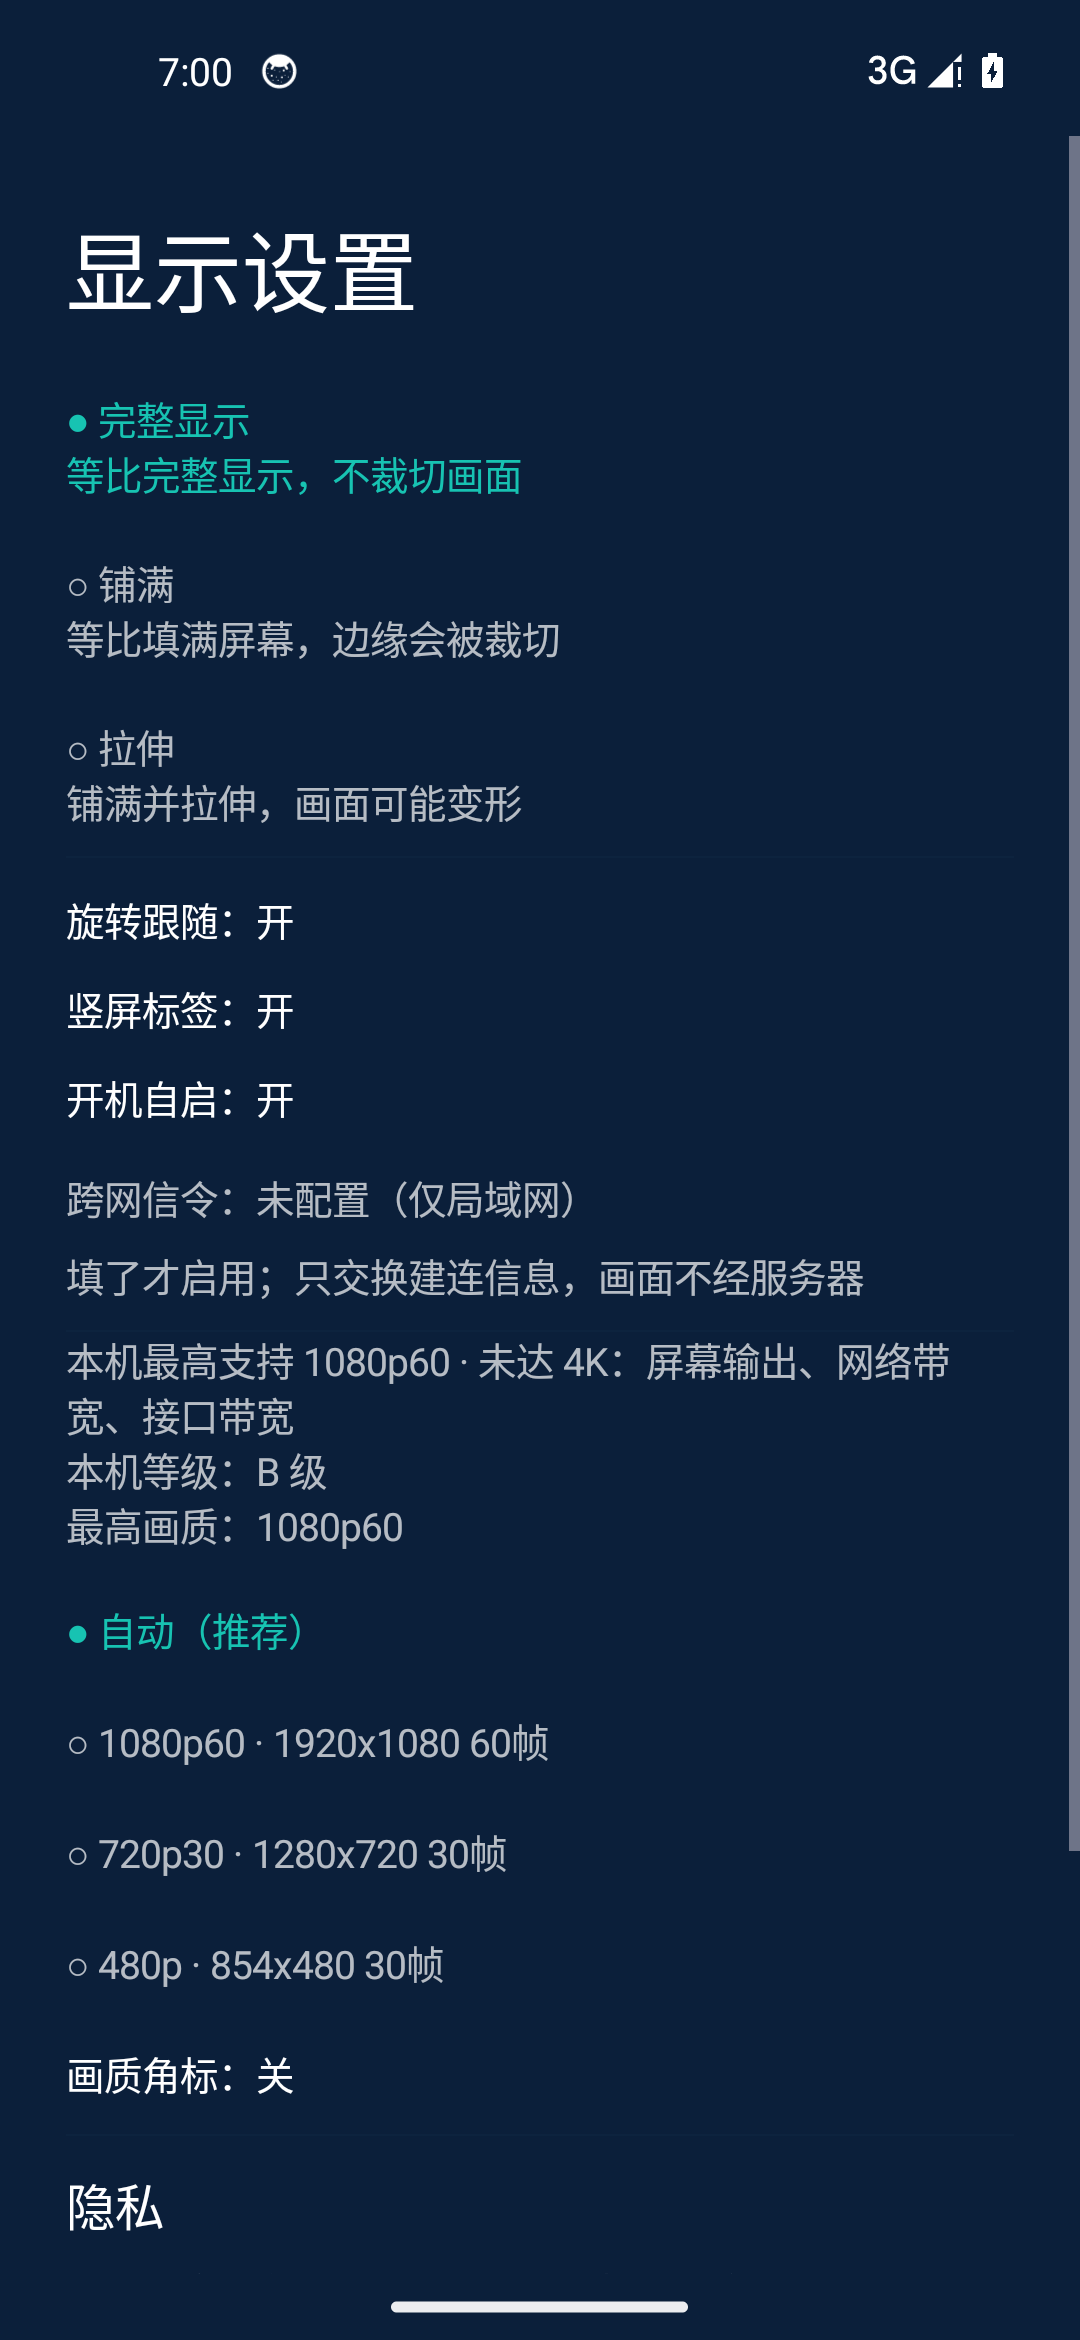 7:00
3G
显示设置
● 完整显示
等比完整显示，不裁切画面
○ 铺满
等比填满屏幕，边缘会被裁切
○ 拉伸
铺满并拉伸，画面可能变形
旋转跟随：开
竖屏标签：开
开机自启：开
跨网信令：未配置（仅局域网）
填了才启用；只交换建连信息，画面不经服务器
本机最高支持 1080p60 · 未达 4K：屏幕输出、网络带
宽、接口带宽
本机等级：B 级
最高画质：1080p60
● 自动（推荐）
○ 1080p60 · 1920x1080 60帧
○ 720p30 · 1280x720 30帧
○ 480p · 854x480 30帧
画质角标：关
隐私